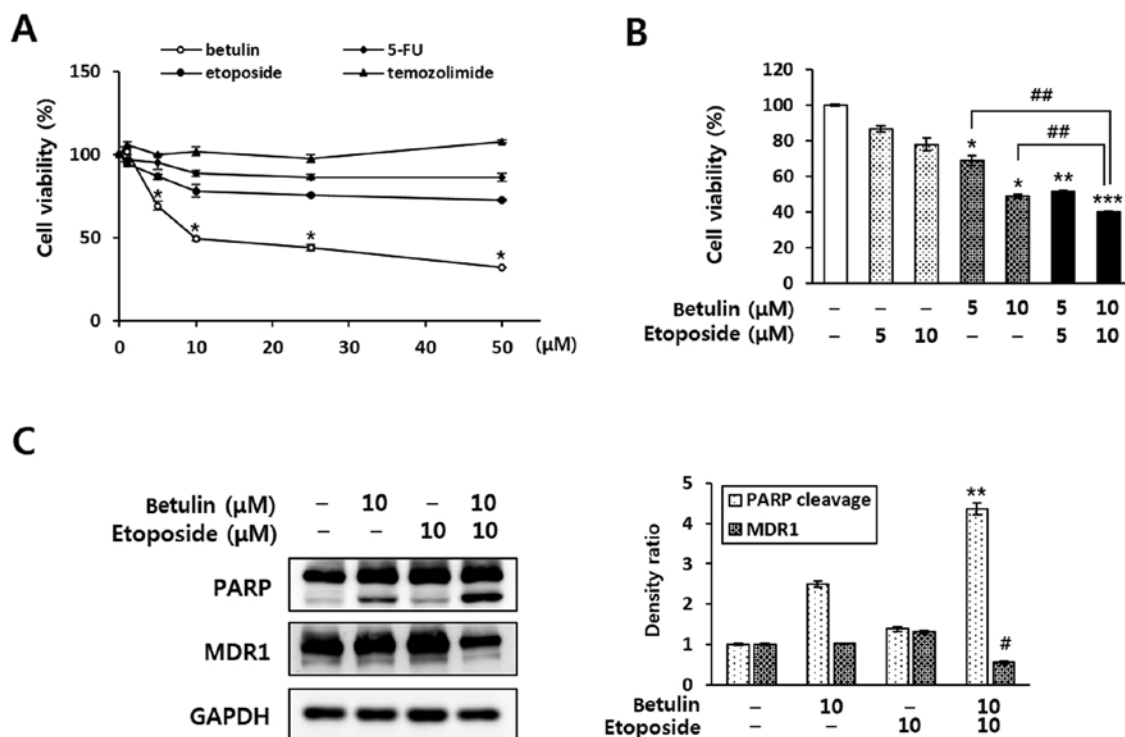 A
betulin 5-FU
etoposide temozolimide
Cell viability (%)
150
100
50
0
* * * *
0 10 20 30 40 50 (μM)
B
Cell viability (%)
120
100
80
60
40
20
0
##
##
* * ** ***
Betulin (μM) – – – 5 10 5 10
Etoposide (μM) – 5 10 – – 5 10
C
Betulin (μM) – 10 – 10
Etoposide (μM) – – 10 10
PARP
MDR1
GAPDH
Density ratio
5
4
3
2
1
0
PARP cleavage
MDR1
**
#
Betulin – 10 – 10
Etoposide – – 10 10